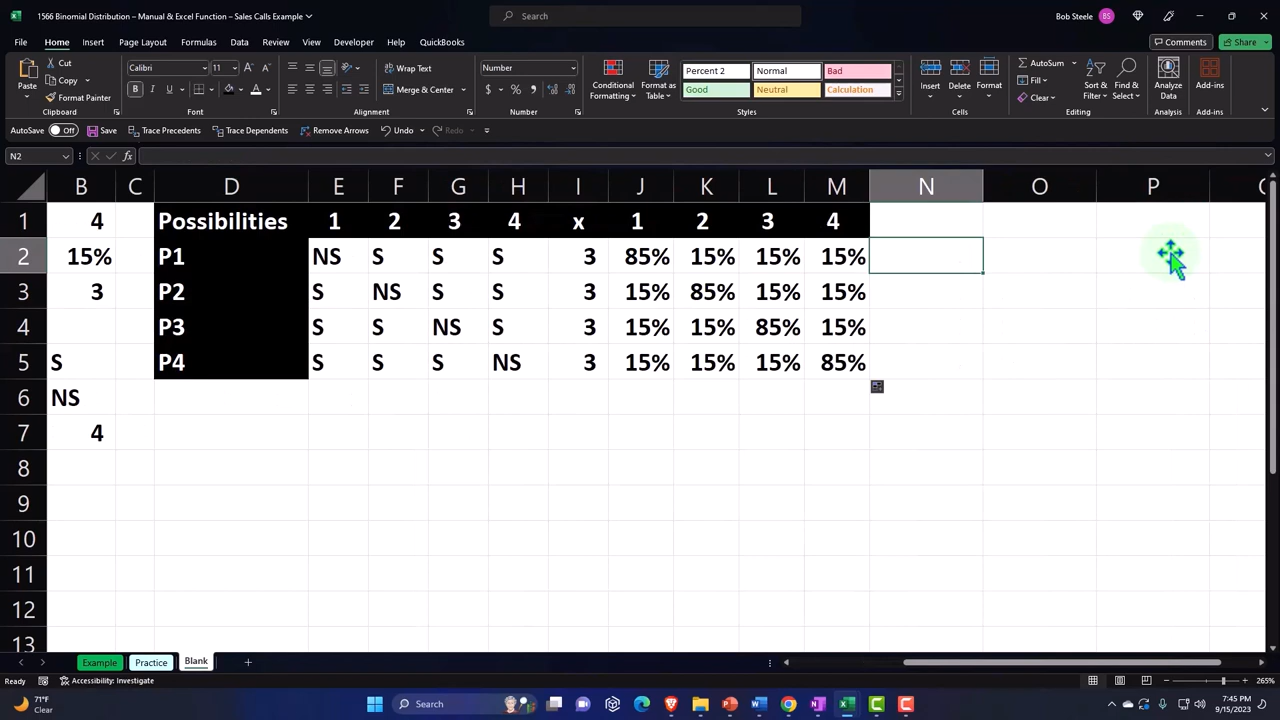 1566 Binomial Distribution – Manual & Excel Function – Sales Calls Example
Search
Bob Steele
BS
File Home Insert Page Layout Formulas Data Review View Developer Help QuickBooks
Comments
Share
Paste
Cut
Copy
Format Painter
Clipboard
Calibri
11
Font
Wrap Text
Merge & Center
Alignment
Number
Number
Conditional Formatting
Format as Table
Percent 2
Normal
Bad
Good
Neutral
Calculation
Styles
Insert
Delete
Format
Cells
AutoSum
Fill
Clear
Sort & Filter
Find & Select
Editing
Analyze Data
Analysis
Add-ins
Add-ins
AutoSave Off Save Trace Precedents Trace Dependents Remove Arrows Undo Redo
N2 fx
B C D E F G H I J K L M N O P
1 4 Possibilities 1 2 3 4 x 1 2 3 4
2 15% P1 NS S S S 3 85% 15% 15% 15%
3 3 P2 S NS S S 3 15% 85% 15% 15%
4 P3 S S NS S 3 15% 15% 85% 15%
5 S P4 S S S NS 3 15% 15% 15% 85%
6 NS
7 4
8
9
10
11
12
13
Example Practice Blank
Ready Accessibility: Investigate
265%
71°F
Clear
Search
7:45 PM
9/15/2023